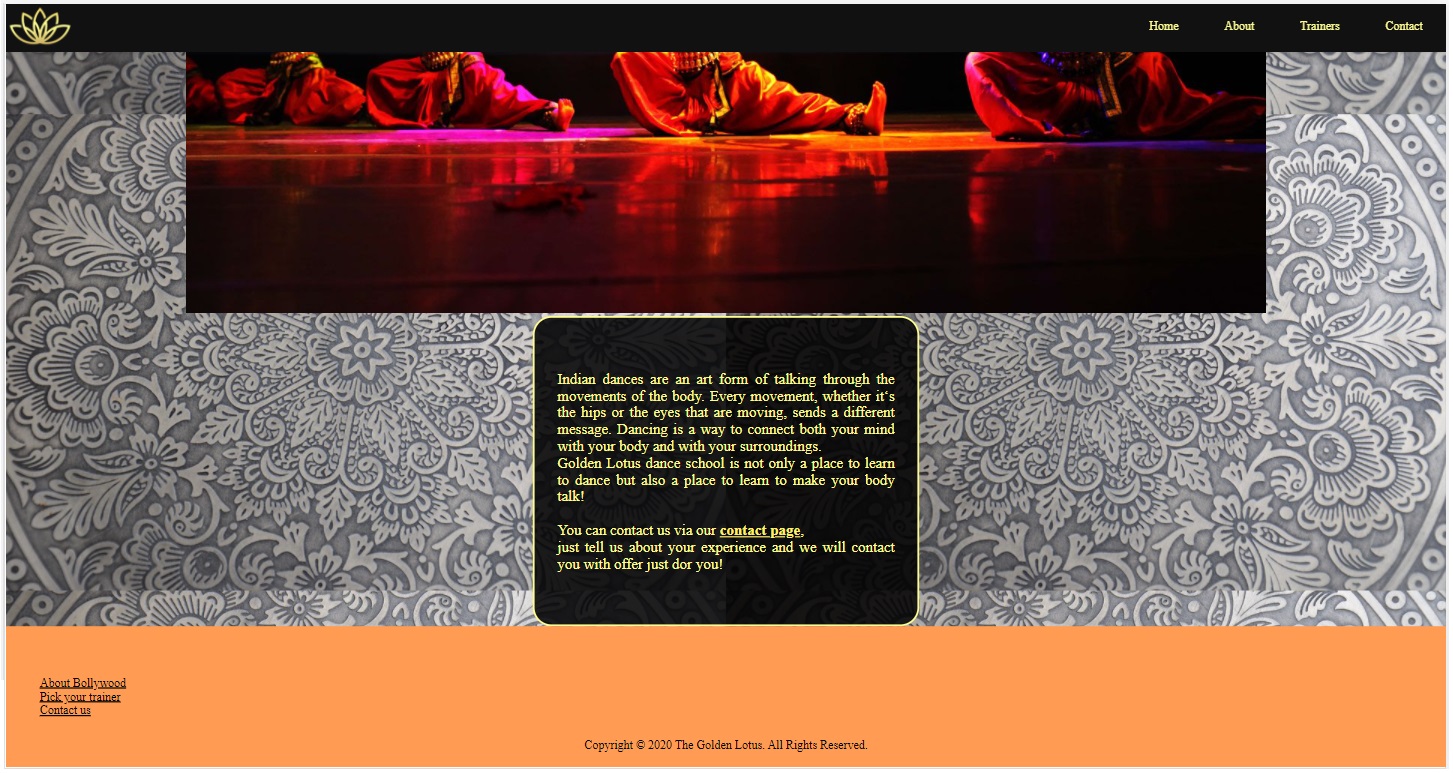 Home About Trainers Contact
Indian dances are an art form of talking through the
movements of the body. Every movement, whether it‘s
the hips or the eyes that are moving, sends a different
message. Dancing is a way to connect both your mind
with your body and with your surroundings.
Golden Lotus dance school is not only a place to learn
to dance but also a place to learn to make your body
talk!
You can contact us via our contact page,
just tell us about your experience and we will contact
you with offer just dor you!
About Bollywood
Pick your trainer
Contact us
Copyright © 2020 The Golden Lotus. All Rights Reserved.